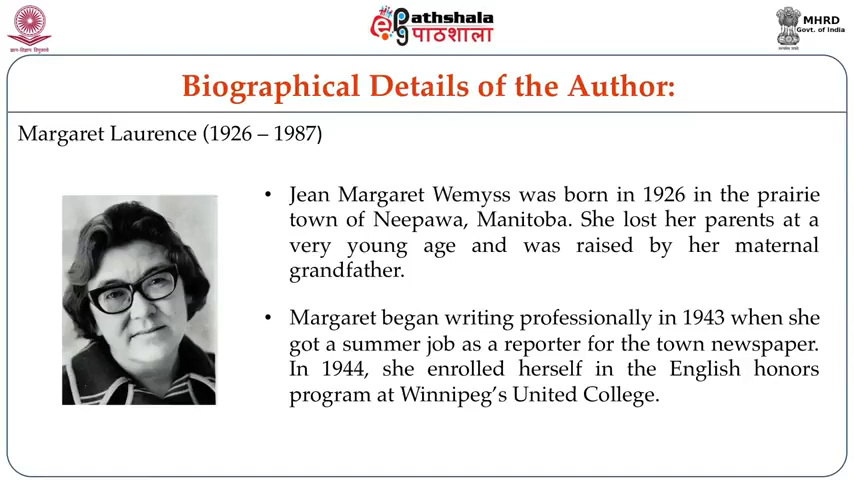 ePathshala
पाठशाला
MHRD
Govt. of India
ज्ञान-विज्ञान विमुक्तये
Biographical Details of the Author:
Margaret Laurence (1926 – 1987)
• Jean Margaret Wemyss was born in 1926 in the prairie
town of Neepawa, Manitoba. She lost her parents at a
very young age and was raised by her maternal
grandfather.
• Margaret began writing professionally in 1943 when she
got a summer job as a reporter for the town newspaper.
In 1944, she enrolled herself in the English honors
program at Winnipeg’s United College.